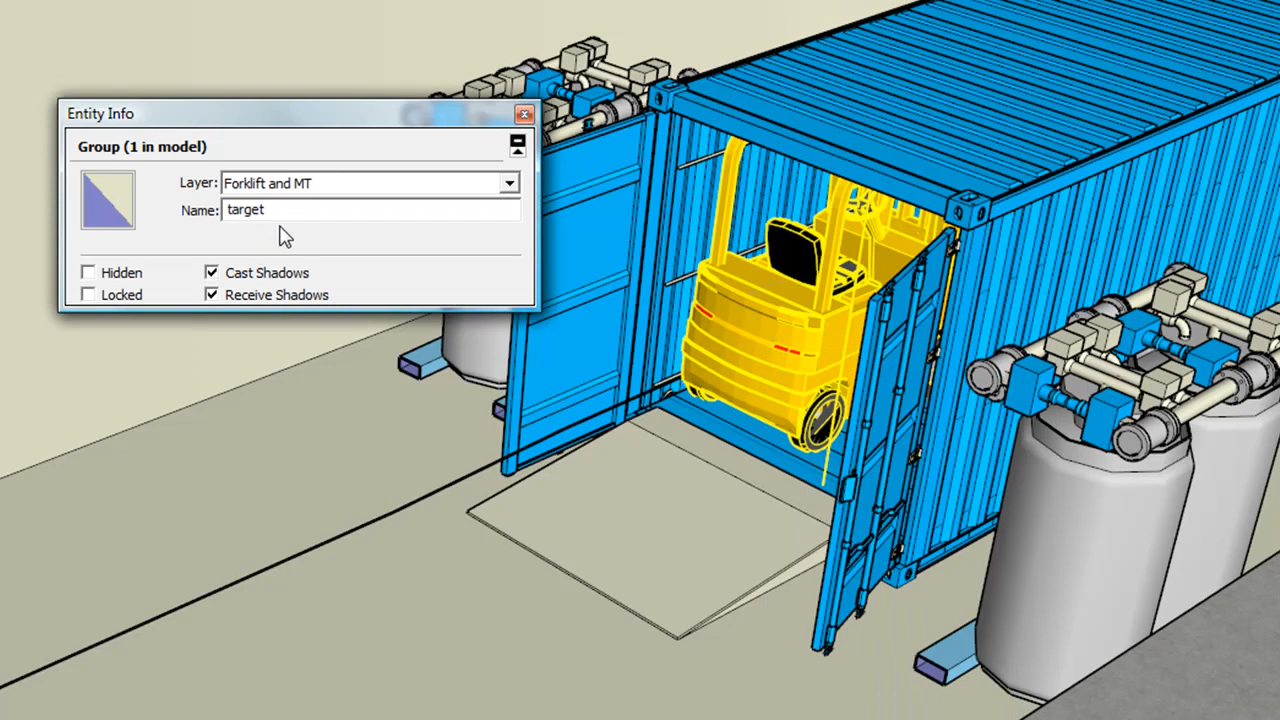 Entity Info
Group (1 in model)
Layer: Forklift and MT
Name: target
Hidden Cast Shadows
Locked Receive Shadows